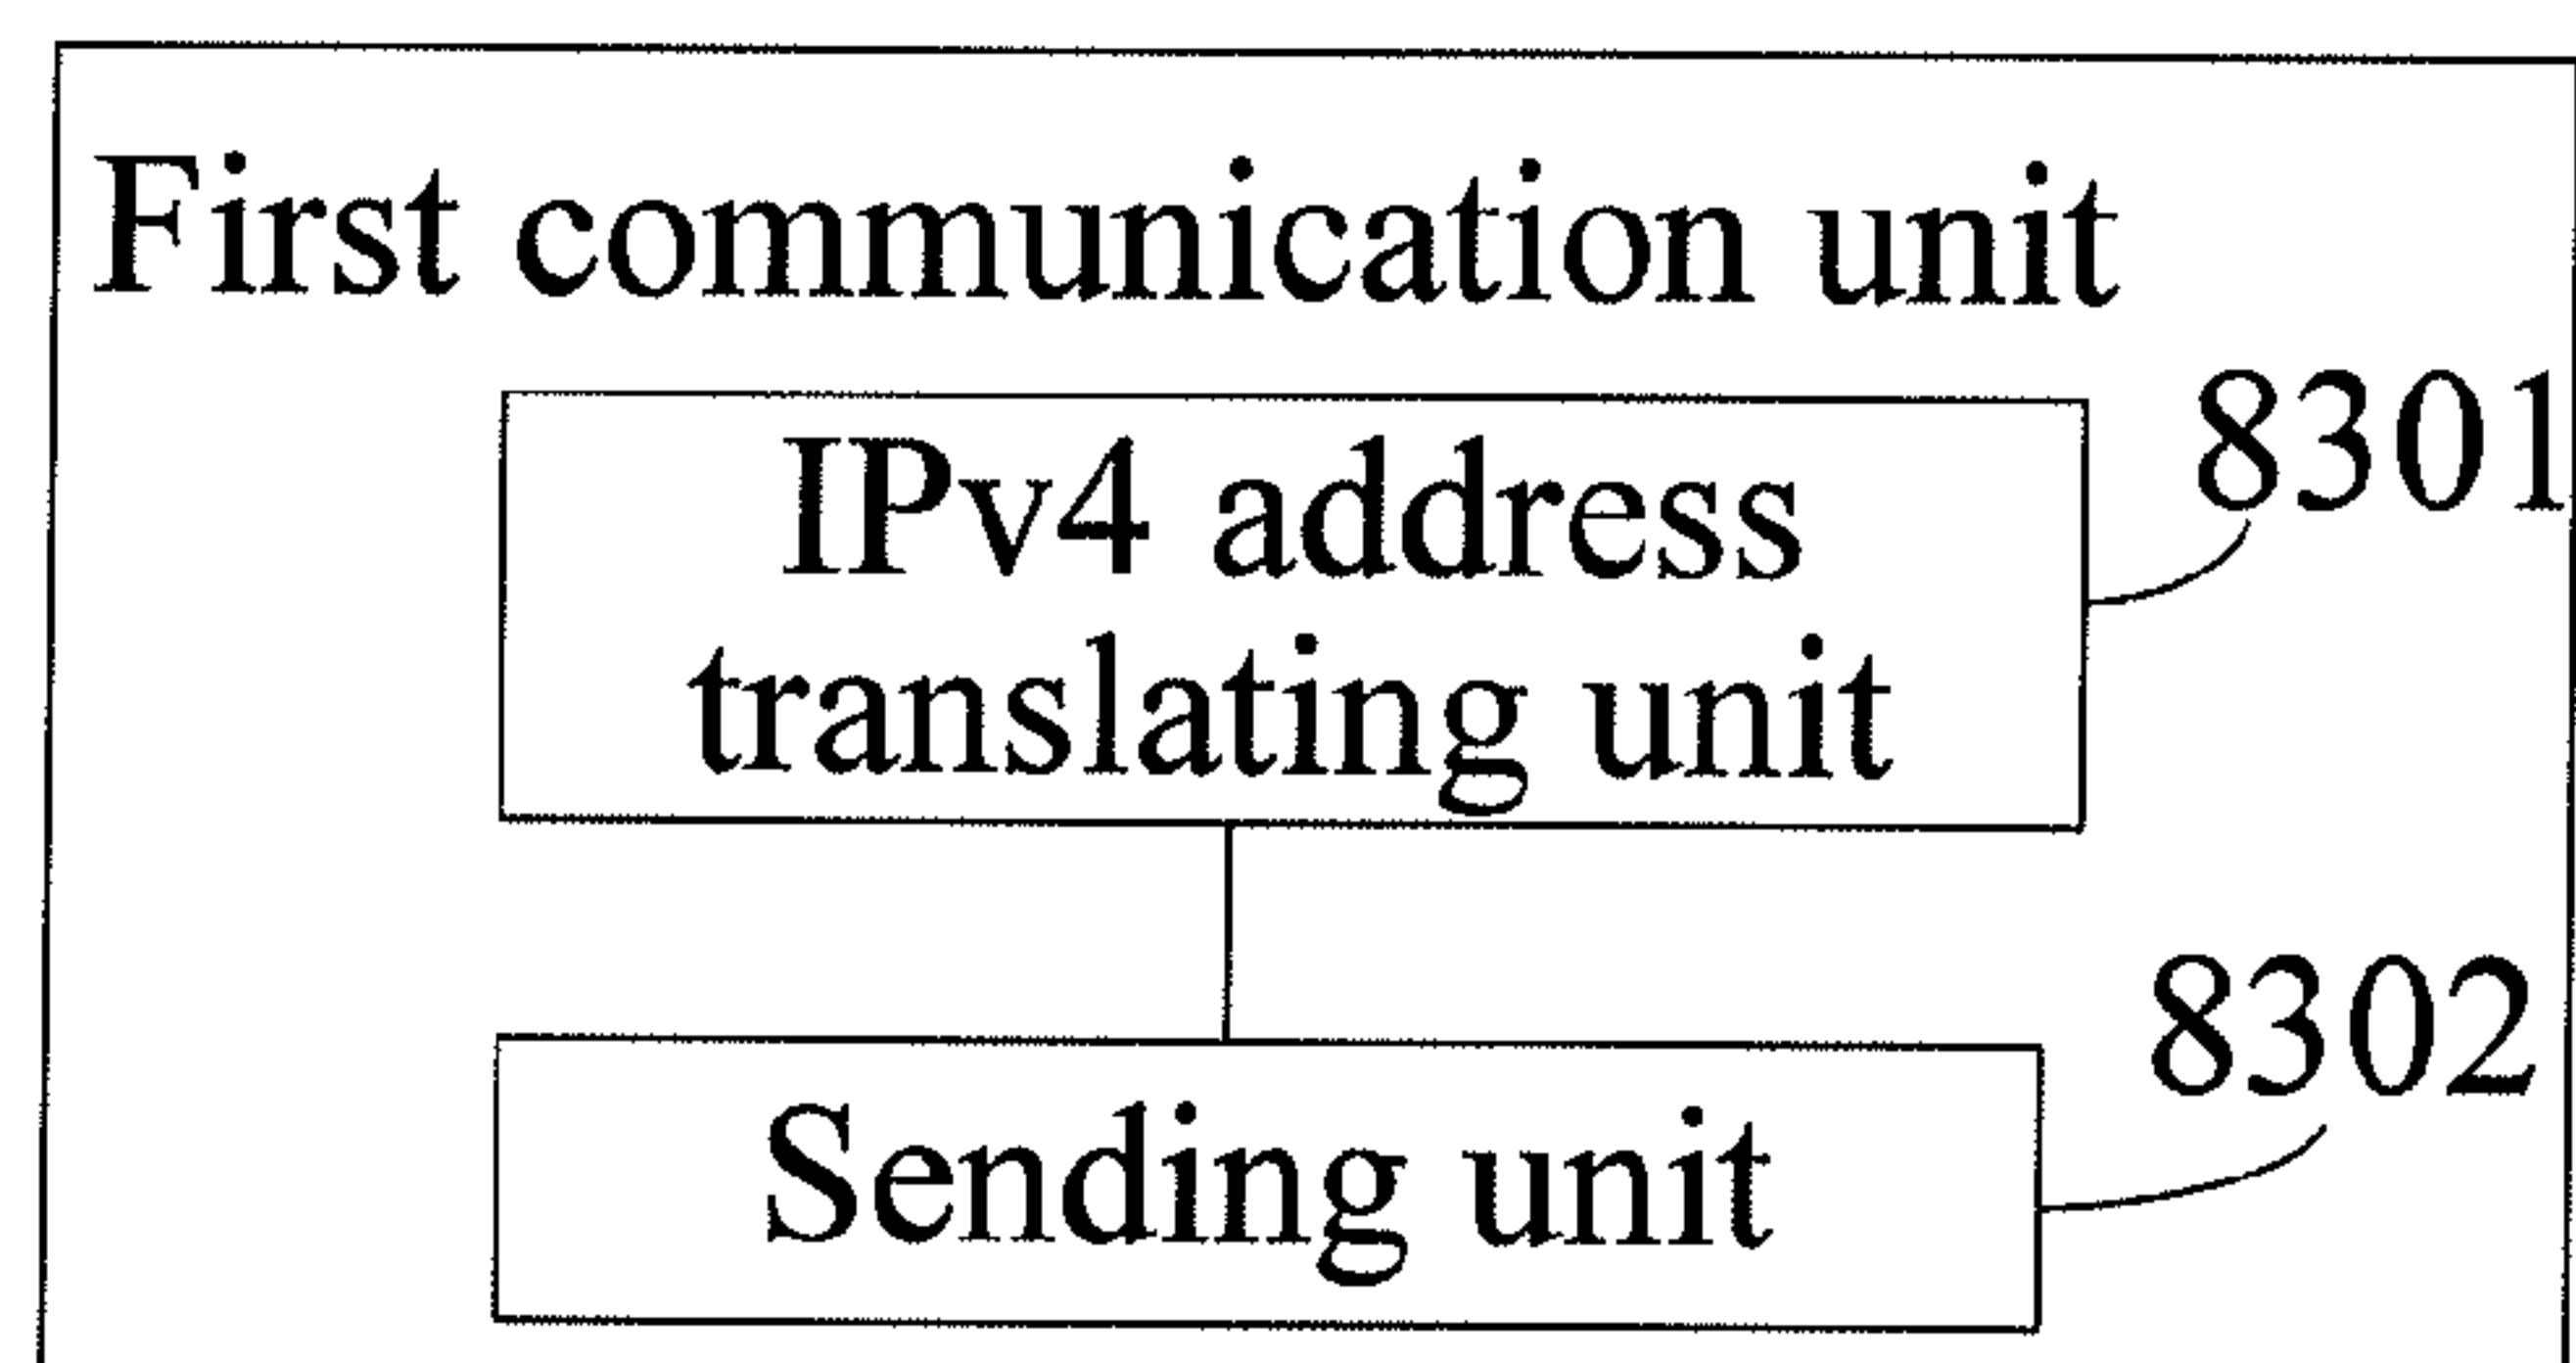 First communication unit
8301
IPv4 address
translating unit
8302
Sending unit